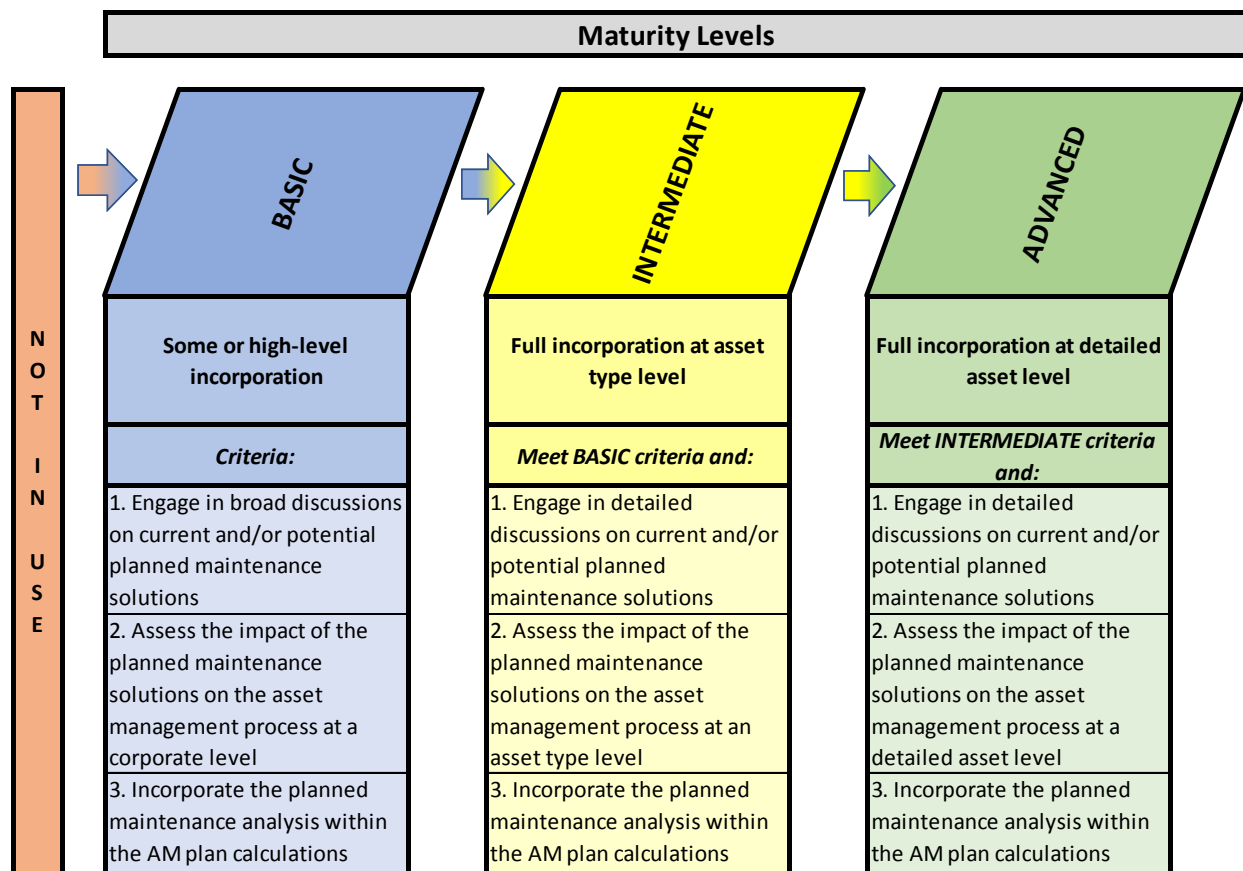 Maturity Levels
NOT IN USE
BASIC
Some or high-level
incorporation
Criteria:
1. Engage in broad discussions
on current and/or potential
planned maintenance
solutions
2. Assess the impact of the
planned maintenance
solutions on the asset
management process at a
corporate level
3. Incorporate the planned
maintenance analysis within
the AM plan calculations
INTERMEDIATE
Full incorporation at asset
type level
Meet BASIC criteria and:
1. Engage in detailed
discussions on current and/or
potential planned
maintenance solutions
2. Assess the impact of the
planned maintenance
solutions on the asset
management process at an
asset type level
3. Incorporate the planned
maintenance analysis within
the AM plan calculations
ADVANCED
Full incorporation at detailed
asset level
Meet INTERMEDIATE criteria
and:
1. Engage in detailed
discussions on current and/or
potential planned
maintenance solutions
2. Assess the impact of the
planned maintenance
solutions on the asset
management process at a
detailed asset level
3. Incorporate the planned
maintenance analysis within
the AM plan calculations